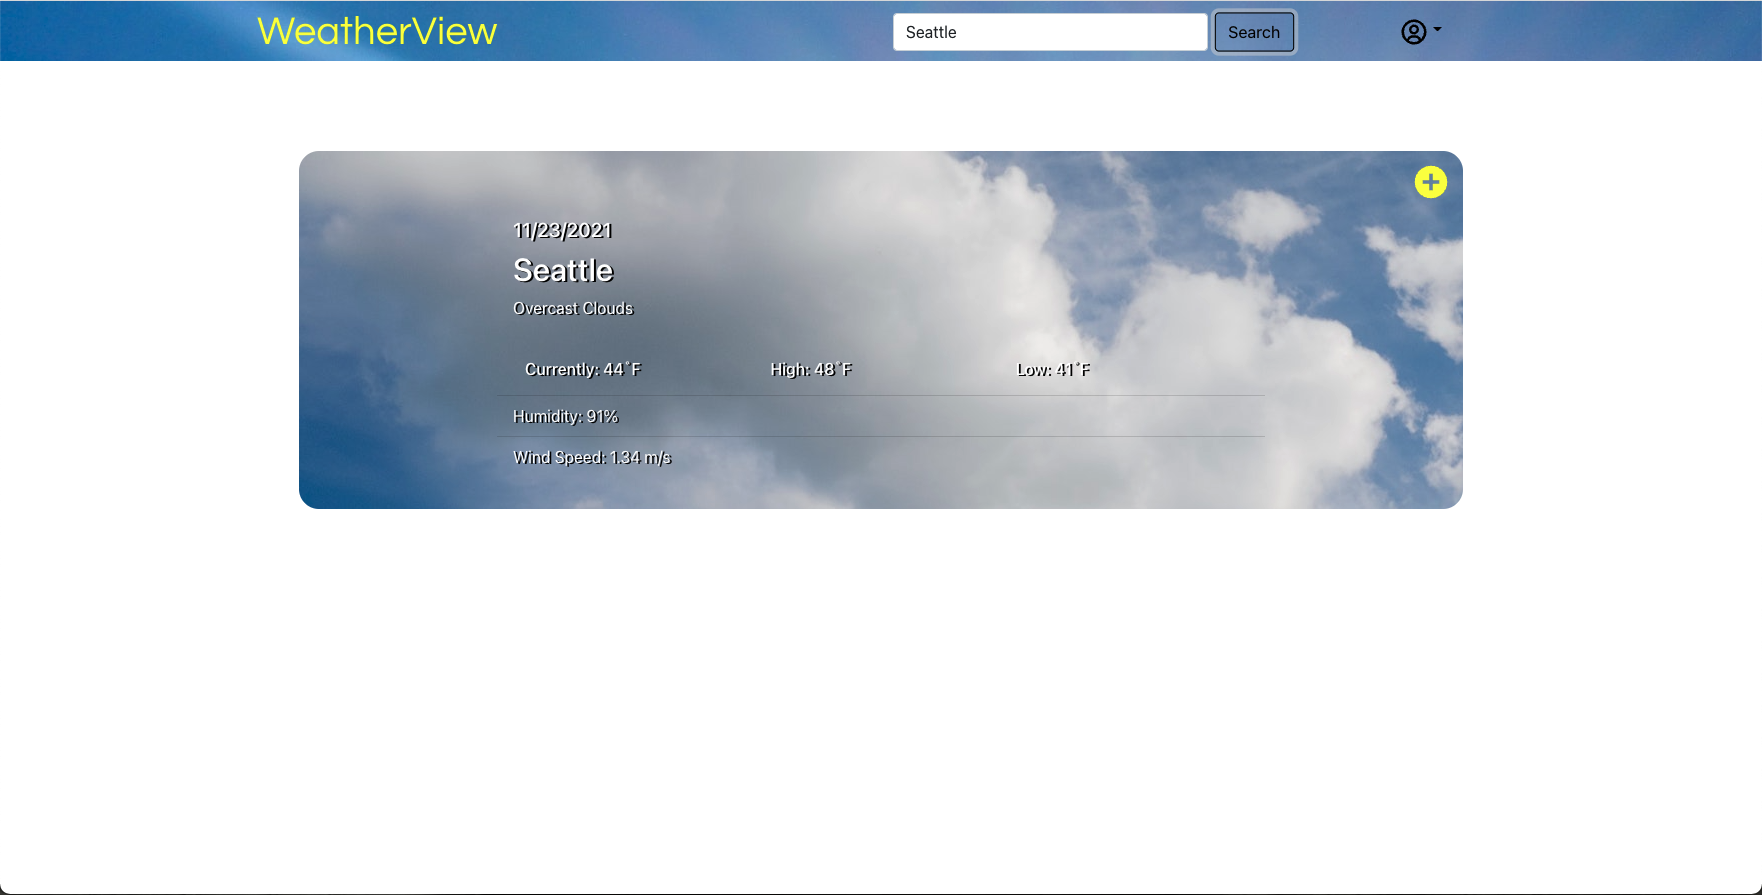 WeatherView
Seattle
Search
11/23/2021
Seattle
Overcast Clouds
Currently: 44°F High: 48°F Low: 41°F
Humidity: 91%
Wind Speed: 1.34 m/s